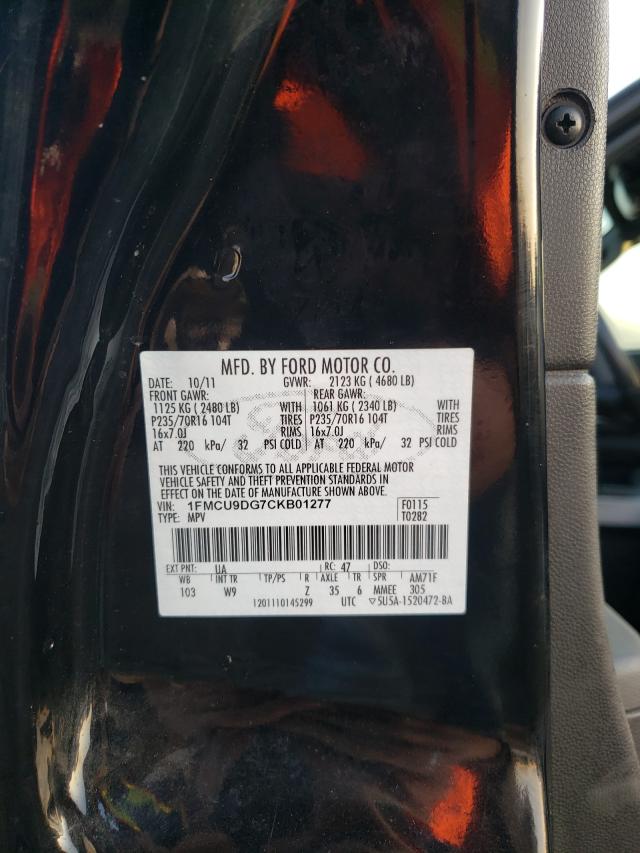 MFD. BY FORD MOTOR CO.
DATE: 10/11 GVWR: 2123 KG ( 4680 LB)
FRONT GAWR: REAR GAWR:
1125 KG ( 2480 LB) WITH 1061 KG ( 2340 LB) WITH
P235/70R16 104T TIRES P235/70R16 104T TIRES
16x7.0J RIMS 16x7.0J RIMS
AT 220 kPa/ 32 PSI COLD AT 220 kPa/ 32 PSI COLD
THIS VEHICLE CONFORMS TO ALL APPLICABLE FEDERAL MOTOR
VEHICLE SAFETY AND THEFT PREVENTION STANDARDS IN
EFFECT ON THE DATE OF MANUFACTURE SHOWN ABOVE.
VIN: 1FMCU9DG7CKB01277 F0115
TYPE: MPV T0282
EXT PNT: UA RC: 47 DSO:
WB INT TR TP/PS R AXLE TR SPR AM71F
103 W9 Z 35 6 MMEE 305
1201110145299 UTC ▽5U5A-1520472-BA